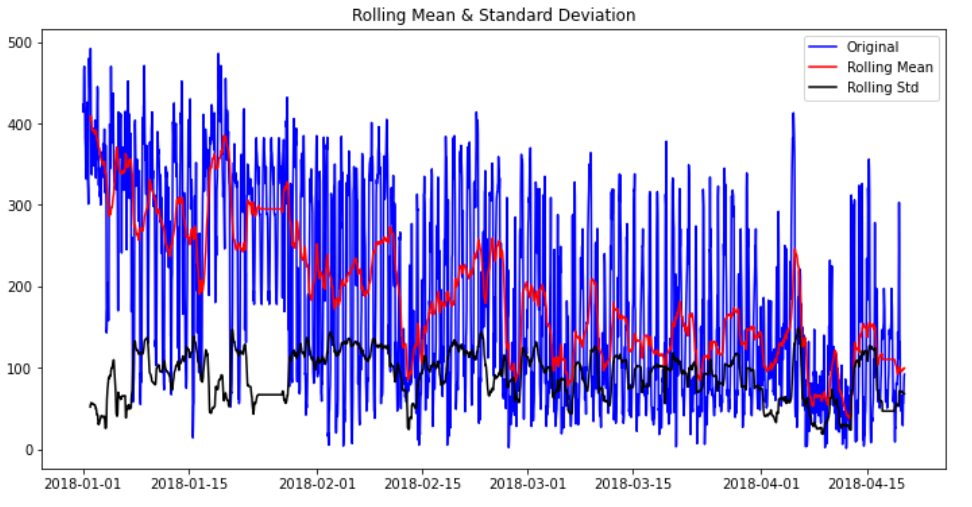 Rolling Mean & Standard Deviation
500
400
300
200
100
0
Original
Rolling Mean
Rolling Std
2018-01-01 2018-01-15 2018-02-01 2018-02-15 2018-03-01 2018-03-15 2018-04-01 2018-04-15